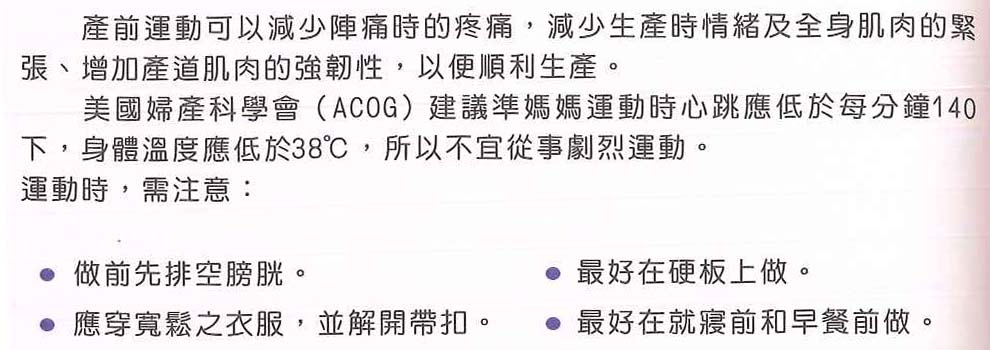 產前運動可以減少陣痛時的疼痛，減少生產時情緒及全身肌肉的緊
張、增加產道肌肉的強韌性，以便順利生產。
美國婦產科學會（ACOG）建議準媽媽運動時心跳應低於每分鐘140
下，身體溫度應低於38℃，所以不宜從事劇烈運動。
運動時，需注意：
● 做前先排空膀胱。
● 最好在硬板上做。
● 應穿寬鬆之衣服，並解開帶扣。
● 最好在就寢前和早餐前做。